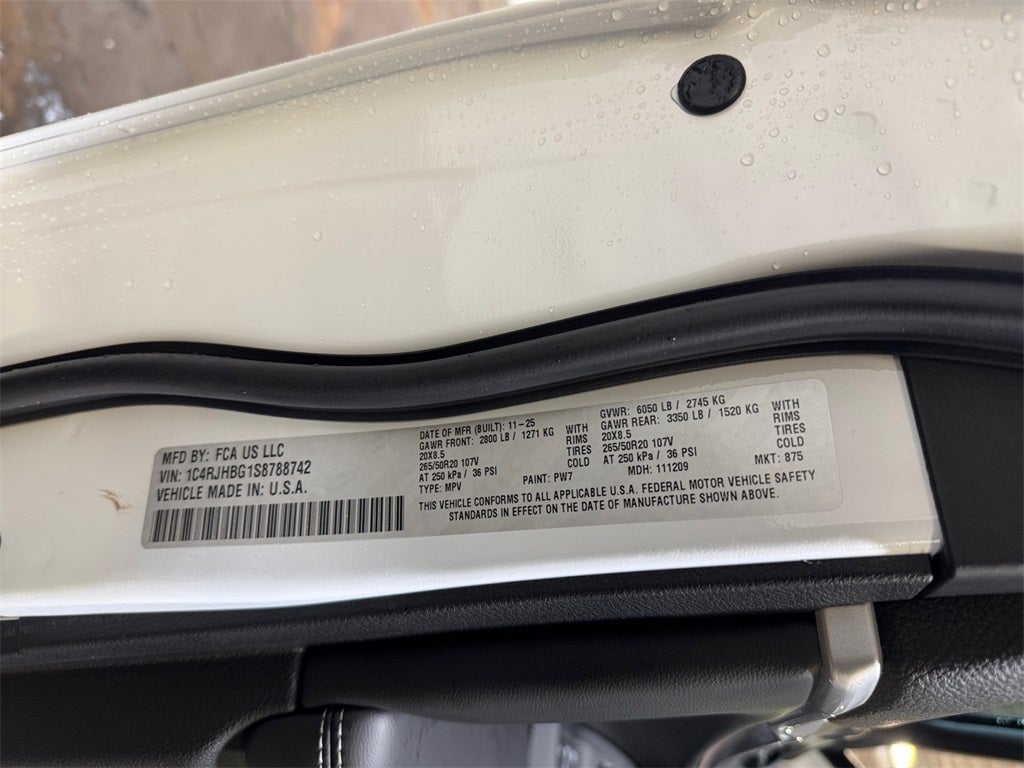 MFD BY: FCA US LLC
VIN: 1C4RJHBG1S8788742
VEHICLE MADE IN: U.S.A.
DATE OF MFR (BUILT): 11-25
GAWR FRONT: 2800 LB / 1271 KG WITH
20X8.5 RIMS
265/50R20 107V TIRES
AT 250 kPa / 36 PSI COLD
TYPE: MPV
PAINT: PW7
GVWR: 6050 LB / 2745 KG
GAWR REAR: 3350 LB / 1520 KG WITH
20X8.5 RIMS
265/50R20 107V TIRES
AT 250 kPa / 36 PSI COLD
MDH: 111209
MKT: 875
THIS VEHICLE CONFORMS TO ALL APPLICABLE U.S.A. FEDERAL MOTOR VEHICLE SAFETY
STANDARDS IN EFFECT ON THE DATE OF MANUFACTURE SHOWN ABOVE.